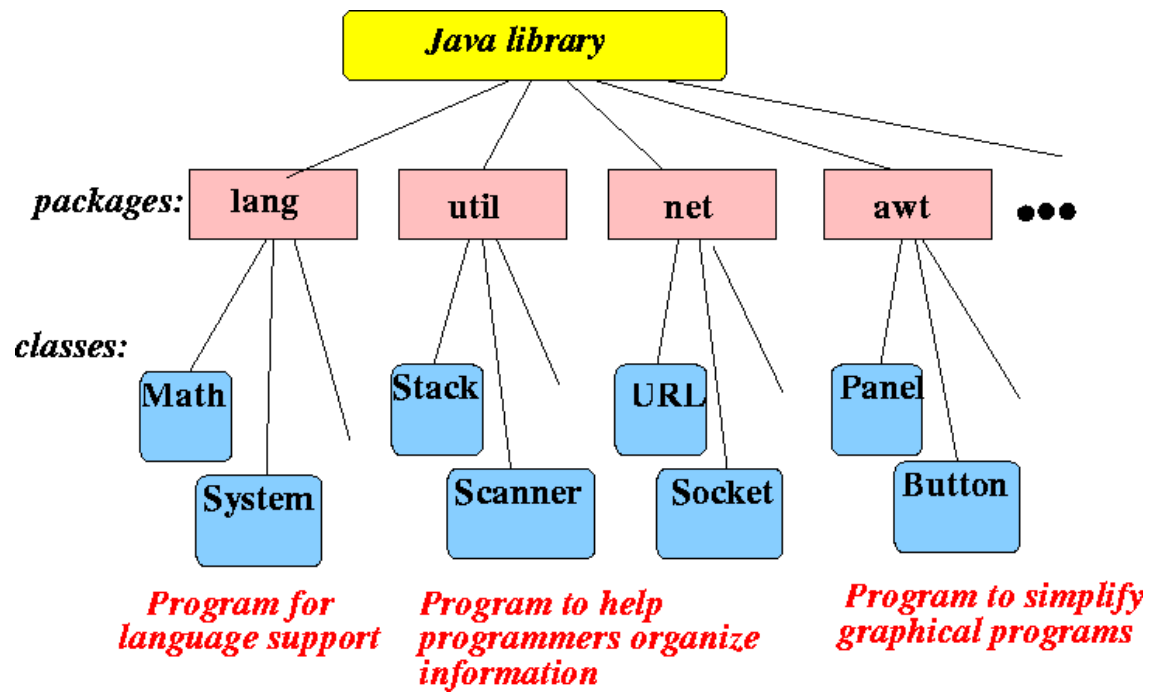 Java library
packages: lang util net awt
classes:
Math Stack URL Panel
System Scanner Socket Button
Program for
language support
Program to help
programmers organize
information
Program to simplify
graphical programs